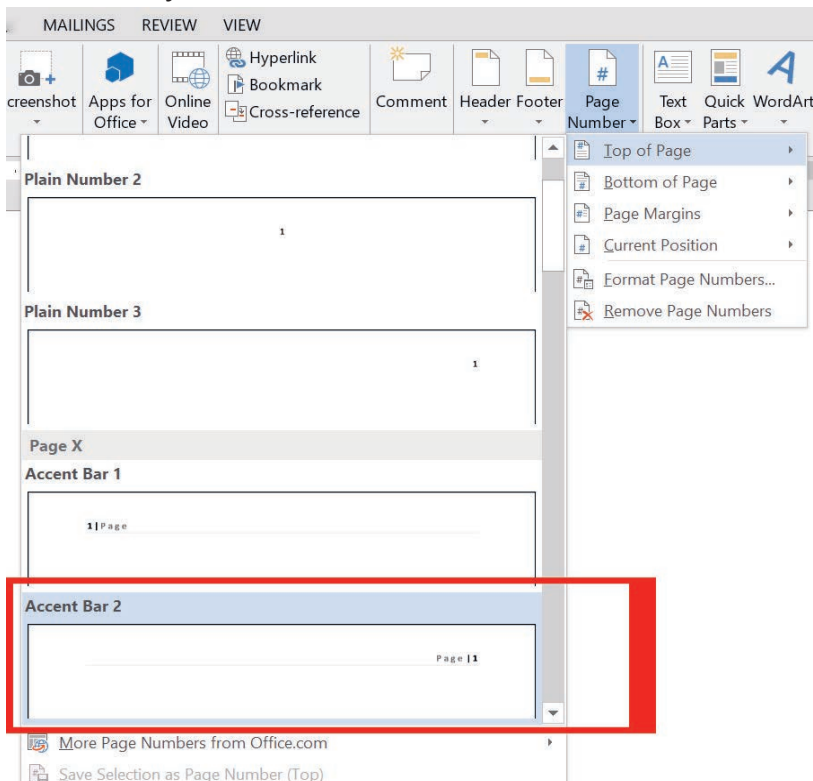 MAILINGS REVIEW VIEW
Hyperlink
Bookmark
Cross-reference
creenshot
Apps for Office
Online Video
Comment
Header
Footer
Page Number
Text Box
Quick Parts
WordArt
Top of Page
Bottom of Page
Page Margins
Current Position
Format Page Numbers...
Remove Page Numbers
Plain Number 2
1
Plain Number 3
1
Page X
Accent Bar 1
1|Page
Accent Bar 2
Page|1
More Page Numbers from Office.com
Save Selection as Page Number (Top)